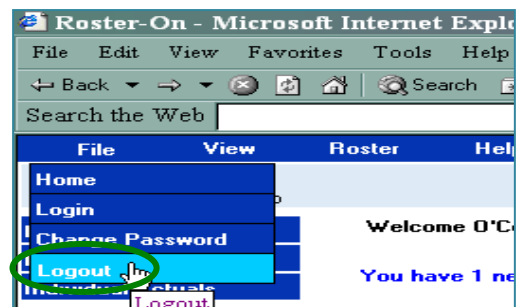 Roster-On - Microsoft Internet Explo
File Edit View Favorites Tools Help
Back Search
Search the Web
File View Roster Hel
Home
Login
Change Password
Logout
Logout
Welcome O'C
You have 1 ne